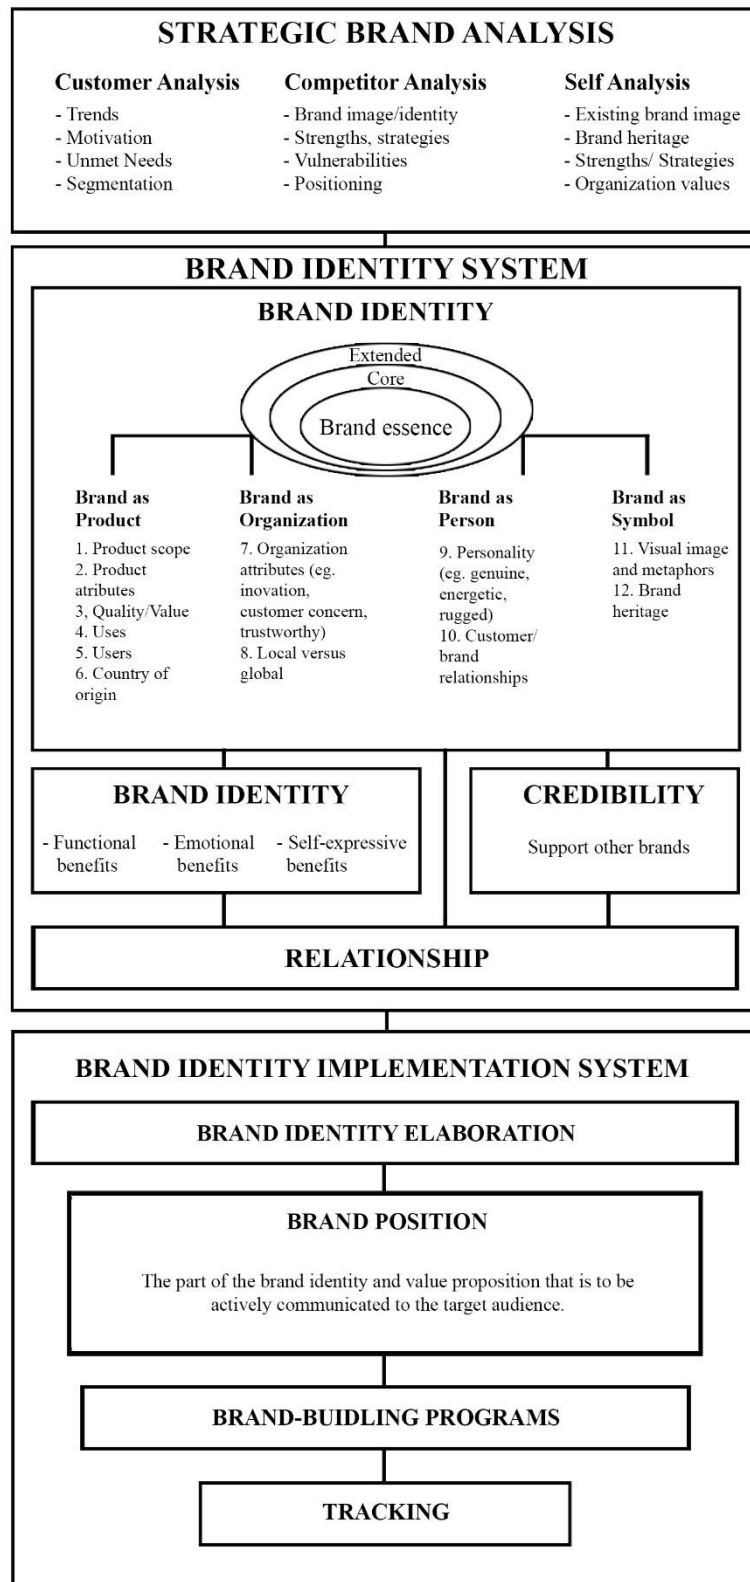 STRATEGIC BRAND ANALYSIS
Customer Analysis
- Trends
- Motivation
- Unmet Needs
- Segmentation
Competitor Analysis
- Brand image/identity
- Strengths, strategies
- Vulnerabilities
- Positioning
Self Analysis
- Existing brand image
- Brand heritage
- Strengths/ Strategies
- Organization values
BRAND IDENTITY SYSTEM
BRAND IDENTITY
Extended
Core
Brand essence
Brand as
Product
1. Product scope
2. Product
atributes
3, Quality/Value
4. Uses
5. Users
6. Country of
origin
Brand as
Organization
7. Organization
attributes (eg.
inovation,
customer concern,
trustworthy)
8. Local versus
global
Brand as
Person
9. Personality
(eg. genuine,
energetic,
rugged)
10. Customer/
brand
relationships
Brand as
Symbol
11. Visual image
and metaphors
12. Brand
heritage
BRAND IDENTITY
- Functional
benefits
- Emotional
benefits
- Self-expressive
benefits
CREDIBILITY
Support other brands
RELATIONSHIP
BRAND IDENTITY IMPLEMENTATION SYSTEM
BRAND IDENTITY ELABORATION
BRAND POSITION
The part of the brand identity and value proposition that is to be
actively communicated to the target audience.
BRAND-BUIDLING PROGRAMS
TRACKING